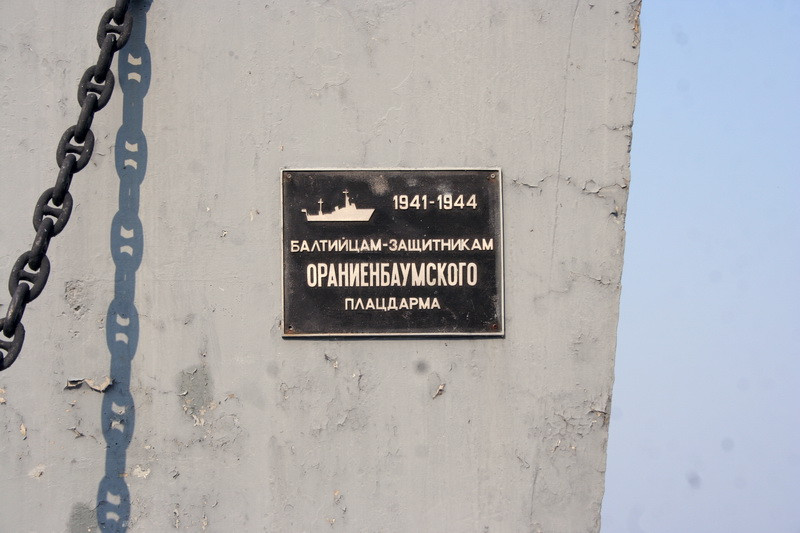 1941-1944
БАЛТИЙЦАМ-ЗАЩИТНИКАМ
ОРАНИЕНБАУМСКОГО
ПЛАЦДАРМА